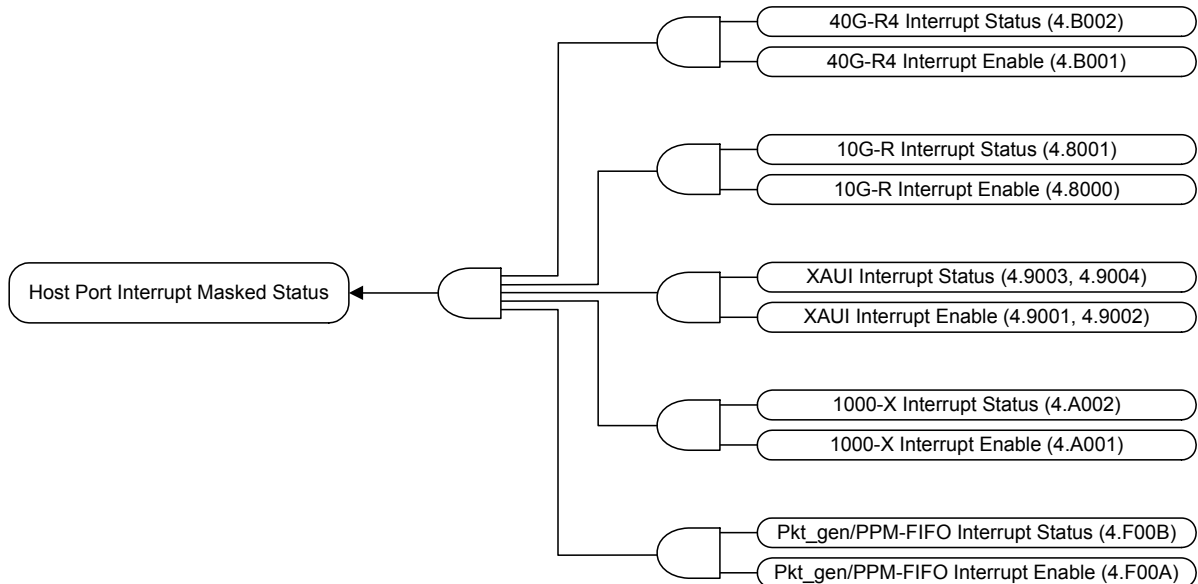 40G-R4 Interrupt Status (4.B002)
40G-R4 Interrupt Enable (4.B001)
10G-R Interrupt Status (4.8001)
10G-R Interrupt Enable (4.8000)
Host Port Interrupt Masked Status
XAUI Interrupt Status (4.9003, 4.9004)
XAUI Interrupt Enable (4.9001, 4.9002)
1000-X Interrupt Status (4.A002)
1000-X Interrupt Enable (4.A001)
Pkt_gen/PPM-FIFO Interrupt Status (4.F00B)
Pkt_gen/PPM-FIFO Interrupt Enable (4.F00A)